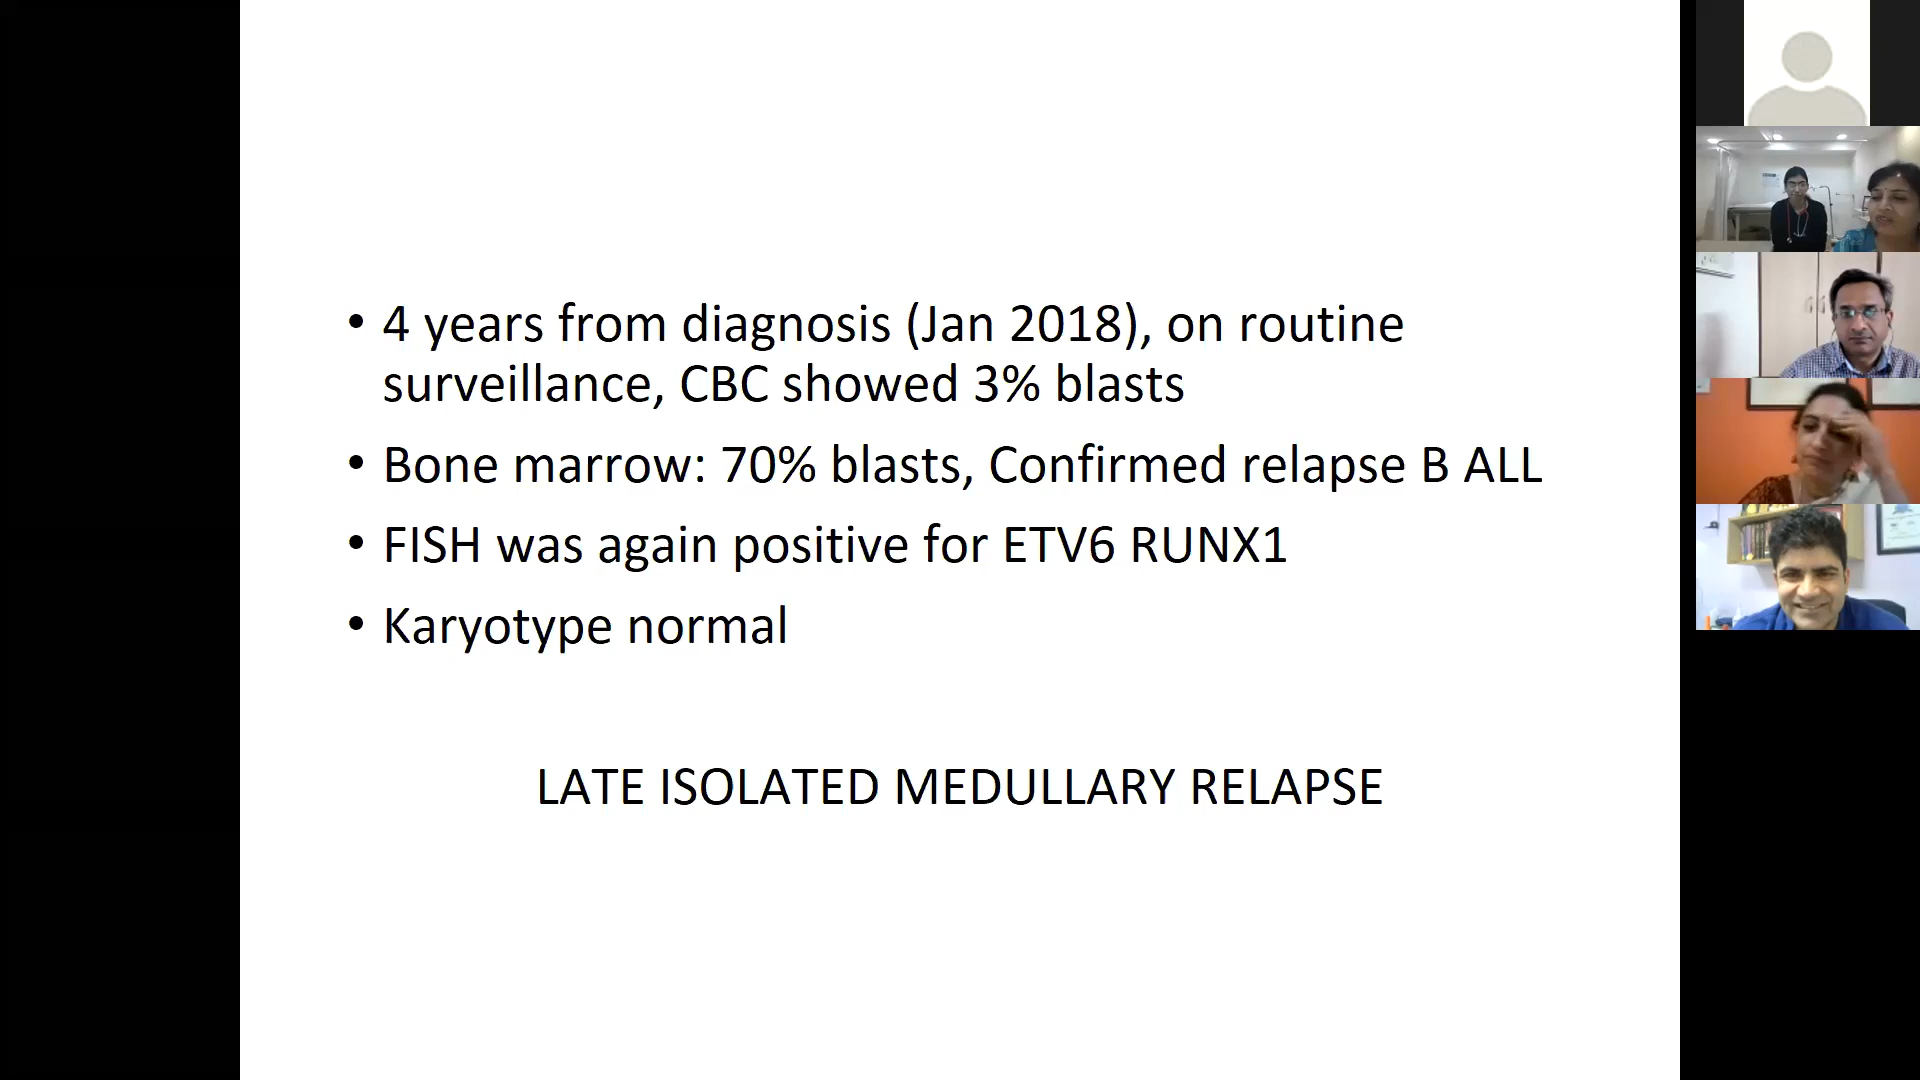 • 4 years from diagnosis (Jan 2018), on routine
surveillance, CBC showed 3% blasts
• Bone marrow: 70% blasts, Confirmed relapse B ALL
• FISH was again positive for ETV6 RUNX1
• Karyotype normal
LATE ISOLATED MEDULLARY RELAPSE